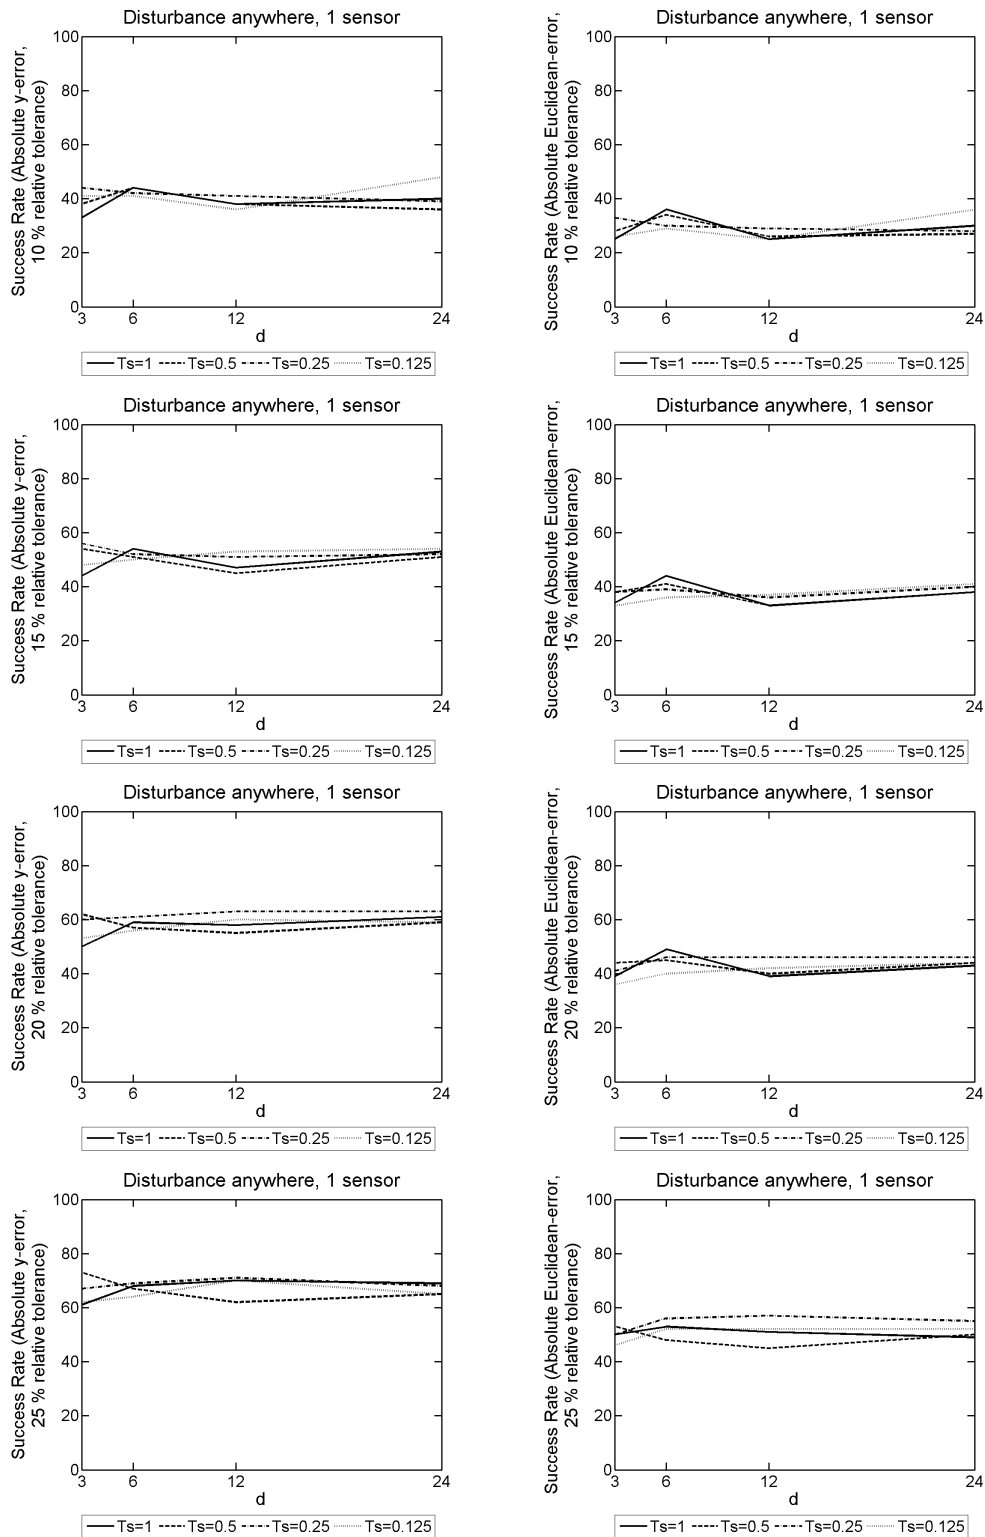 Disturbance anywhere, 1 sensor
Success Rate (Absolute y-error,
10 % relative tolerance)
100
80
60
40
20
0
3 6 12 24
d
Ts=1 Ts=0.5 Ts=0.25 Ts=0.125
Disturbance anywhere, 1 sensor
Success Rate (Absolute Euclidean-error,
10 % relative tolerance)
100
80
60
40
20
0
3 6 12 24
d
Ts=1 Ts=0.5 Ts=0.25 Ts=0.125
Disturbance anywhere, 1 sensor
Success Rate (Absolute y-error,
15 % relative tolerance)
100
80
60
40
20
0
3 6 12 24
d
Ts=1 Ts=0.5 Ts=0.25 Ts=0.125
Disturbance anywhere, 1 sensor
Success Rate (Absolute Euclidean-error,
15 % relative tolerance)
100
80
60
40
20
0
3 6 12 24
d
Ts=1 Ts=0.5 Ts=0.25 Ts=0.125
Disturbance anywhere, 1 sensor
Success Rate (Absolute y-error,
20 % relative tolerance)
100
80
60
40
20
0
3 6 12 24
d
Ts=1 Ts=0.5 Ts=0.25 Ts=0.125
Disturbance anywhere, 1 sensor
Success Rate (Absolute Euclidean-error,
20 % relative tolerance)
100
80
60
40
20
0
3 6 12 24
d
Ts=1 Ts=0.5 Ts=0.25 Ts=0.125
Disturbance anywhere, 1 sensor
Success Rate (Absolute y-error,
25 % relative tolerance)
100
80
60
40
20
0
3 6 12 24
d
Ts=1 Ts=0.5 Ts=0.25 Ts=0.125
Disturbance anywhere, 1 sensor
Success Rate (Absolute Euclidean-error,
25 % relative tolerance)
100
80
60
40
20
0
3 6 12 24
d
Ts=1 Ts=0.5 Ts=0.25 Ts=0.125